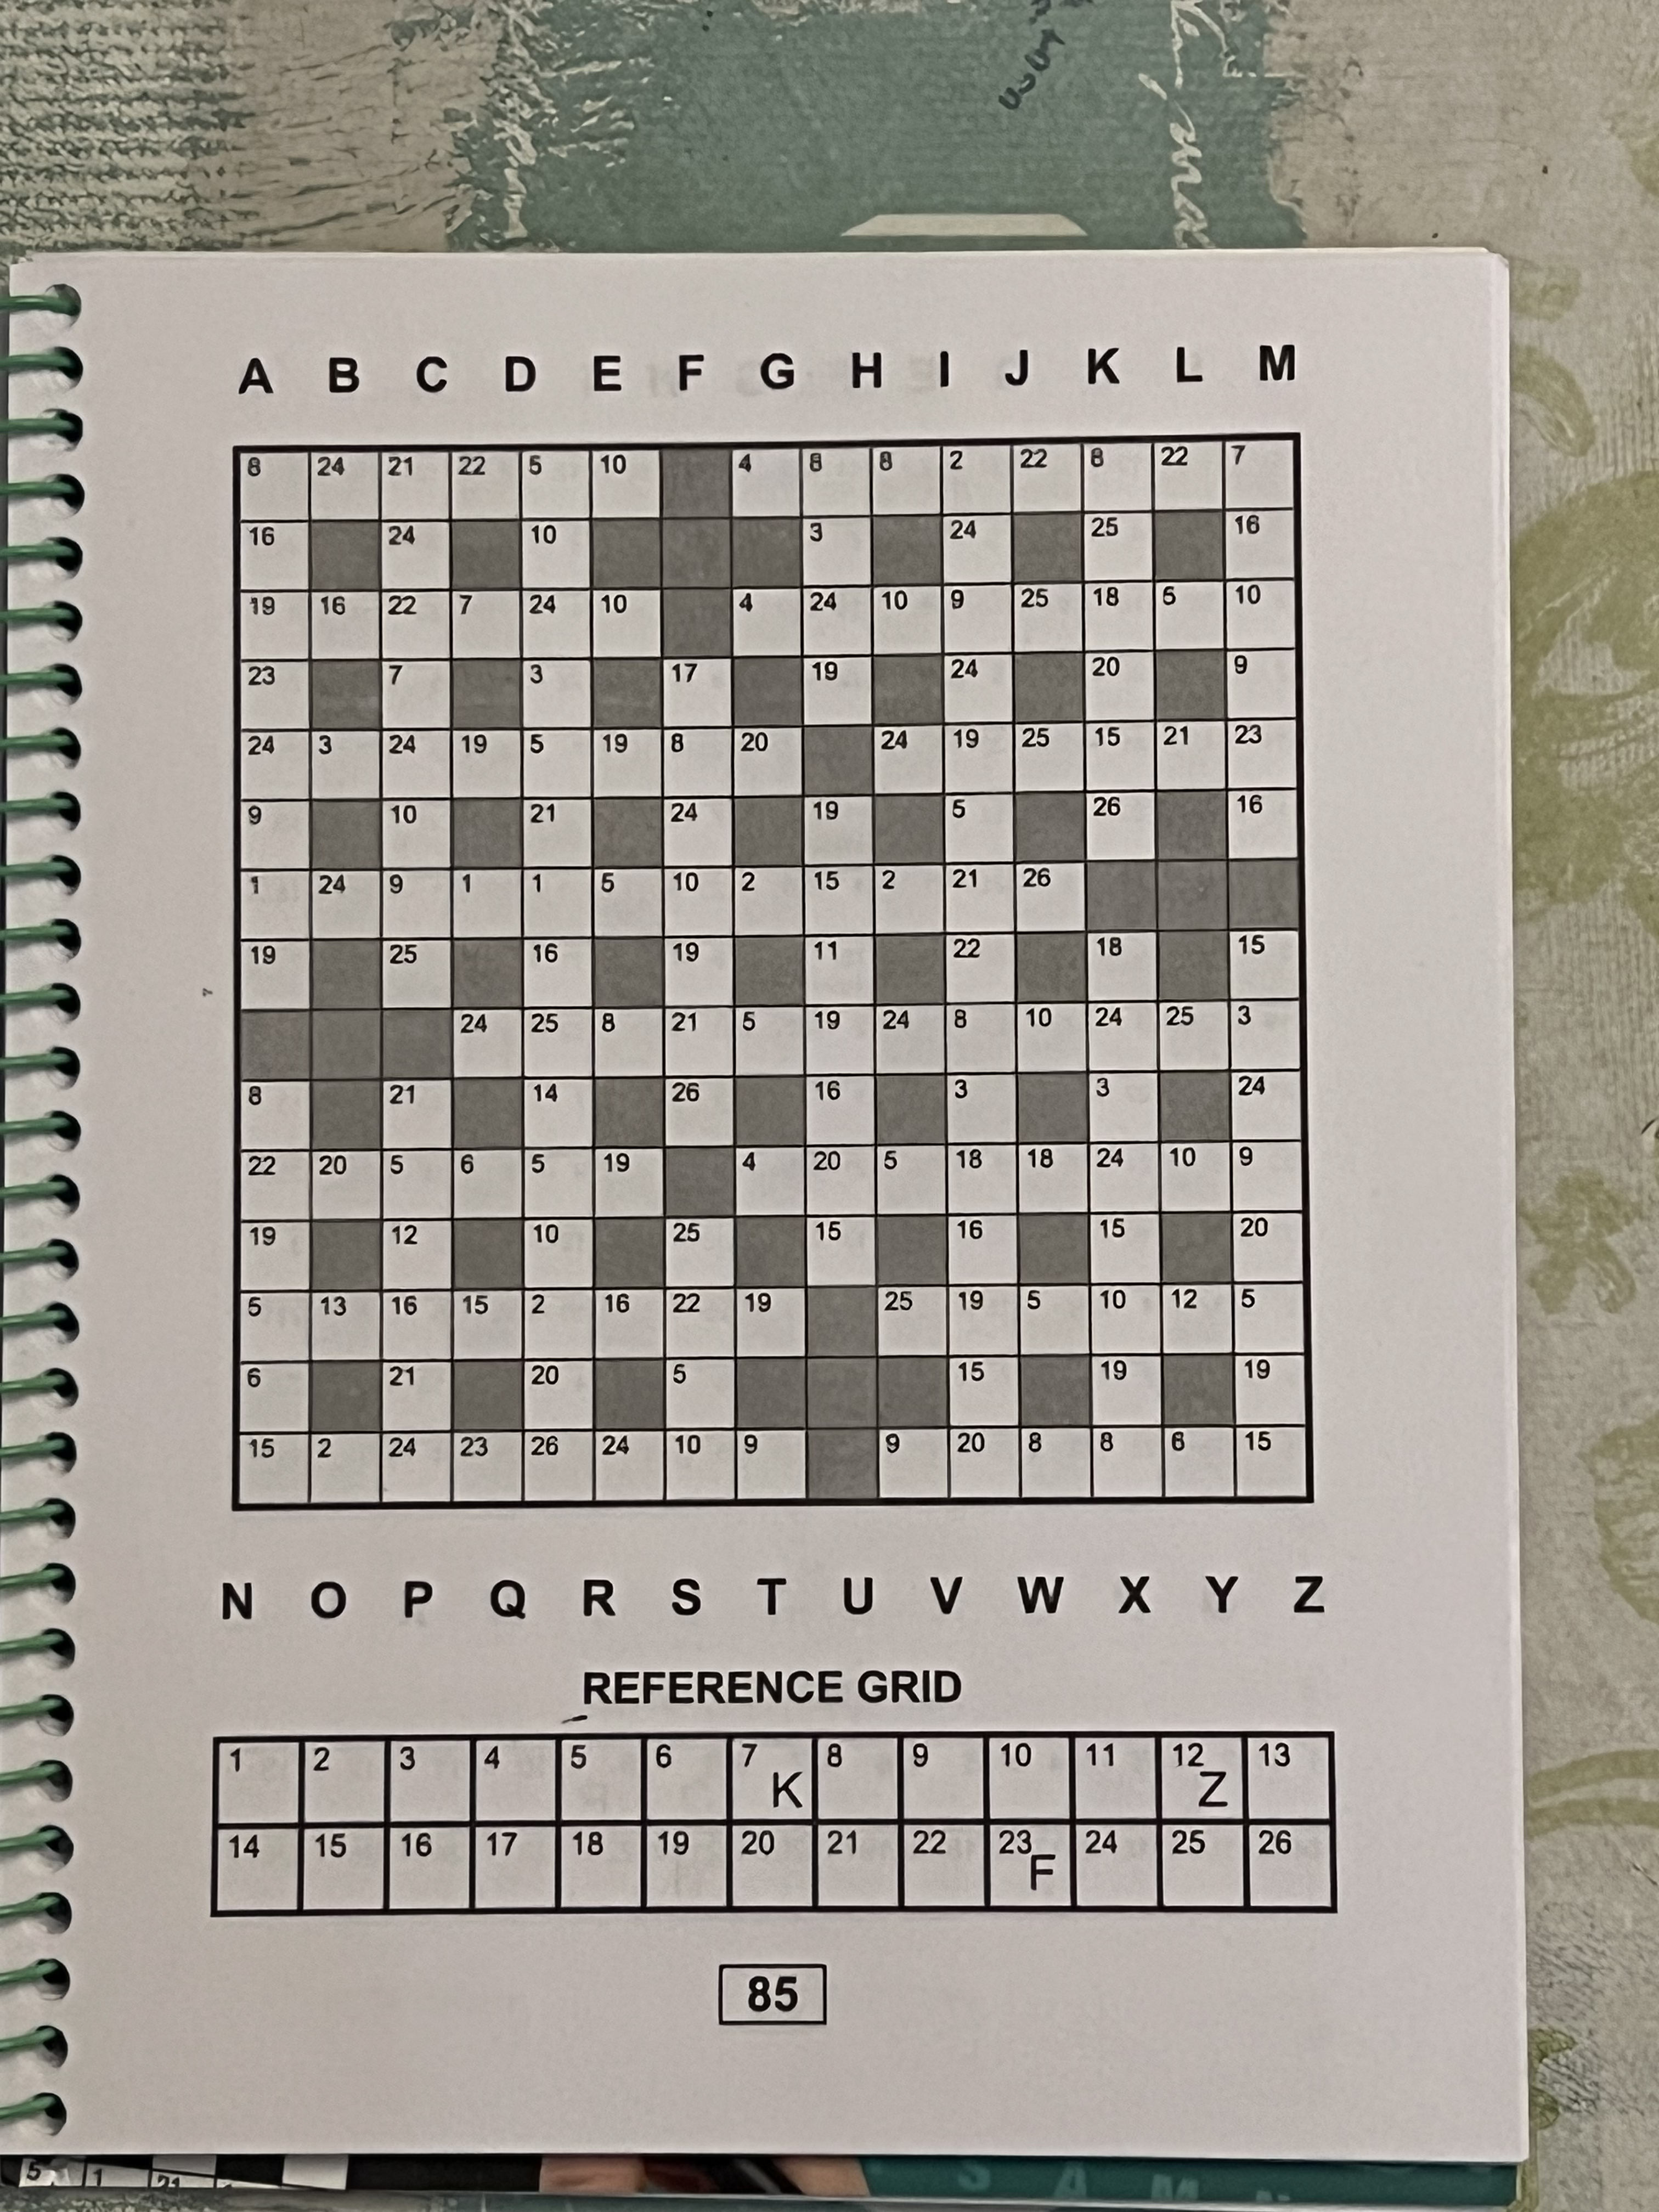 A B C D E F G H I J K L M
8 24 21 22 5 10 4 8 8 2 22 8 22 7
16 24 10 3 24 25 16
19 16 22 7 24 10 4 24 10 9 25 18 5 10
23 7 3 17 19 24 20 9
24 3 24 19 5 19 8 20 24 19 25 15 21 23
9 10 21 24 19 5 26 16
1 24 9 1 1 5 10 2 15 2 21 26
19 25 16 19 11 22 18 15
24 25 8 21 5 19 24 8 10 24 25 3
8 21 14 26 16 3 3 24
22 20 5 6 5 19 4 20 5 18 18 24 10 9
19 12 10 25 15 16 15 20
5 13 16 15 2 16 22 19 25 19 5 10 12 5
6 21 20 5 15 19 19
15 2 24 23 26 24 10 9 9 20 8 8 6 15
N O P Q R S T U V W X Y Z
REFERENCE GRID
1 2 3 4 5 6 7 K 8 9 10 11 12 Z 13
14 15 16 17 18 19 20 21 22 23 F 24 25 26
85